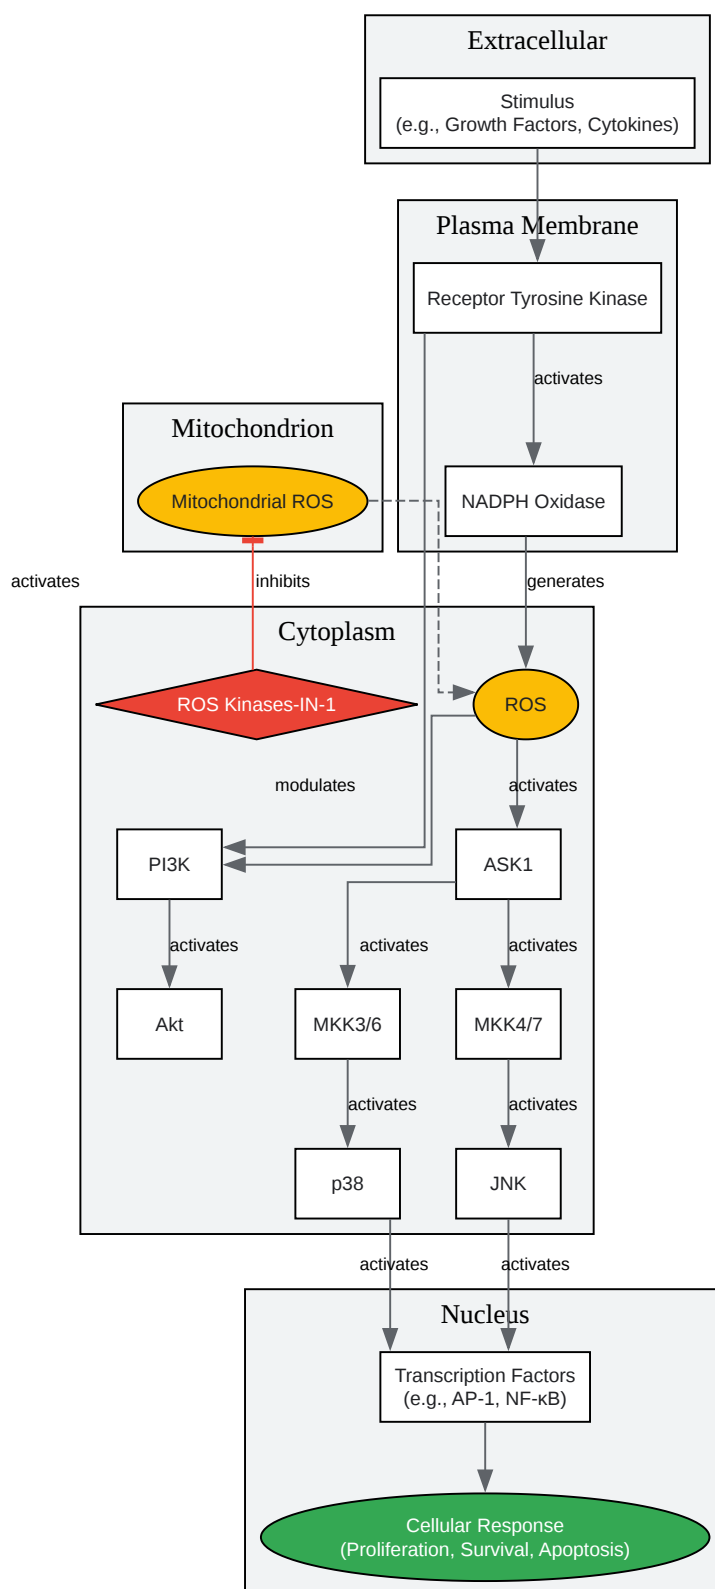 Extracellular
Stimulus
(e.g., Growth Factors, Cytokines)
Plasma Membrane
Receptor Tyrosine Kinase
activates
Mitochondrion
Mitochondrial ROS
NADPH Oxidase
activates
inhibits
generates
Cytoplasm
ROS Kinases-IN-1
ROS
modulates
activates
PI3K
ASK1
activates
activates
activates
Akt
MKK3/6
MKK4/7
activates
activates
p38
JNK
activates
activates
Nucleus
Transcription Factors
(e.g., AP-1, NF-κB)
Cellular Response
(Proliferation, Survival, Apoptosis)